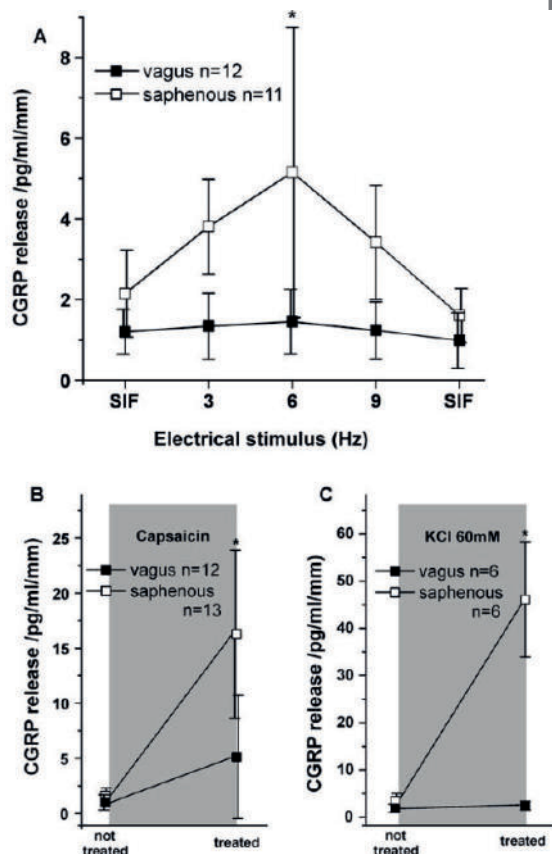 A
*
vagus n=12
saphenous n=11
CGRP release /pg/ml/mm)
8
6
4
2
0
SIF
3
6
9
SIF
Electrical stimulus (Hz)
B
Capsaicin
*
vagus n=12
saphenous
n=13
CGRP release /pg/ml/mm)
25
20
15
10
5
0
not
treated
treated
C
KCl 60mM
*
vagus n=6
saphenous
n=6
CGRP release /pg/ml/mm)
60
50
40
30
20
10
0
not
treated
treated